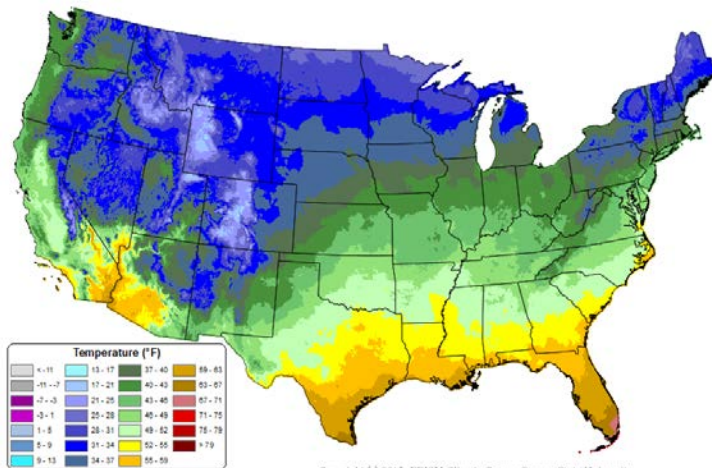 Temperature (°F)
< -11 13 - 17 37 - 40 59 - 63
-11 - -7 17 - 21 40 - 43 63 - 67
-7 - -3 21 - 25 43 - 46 67 - 71
-3 - 1 25 - 28 46 - 49 71 - 75
1 - 5 28 - 31 49 - 52 75 - 79
5 - 9 31 - 34 52 - 55 > 79
9 - 13 34 - 37 55 - 59